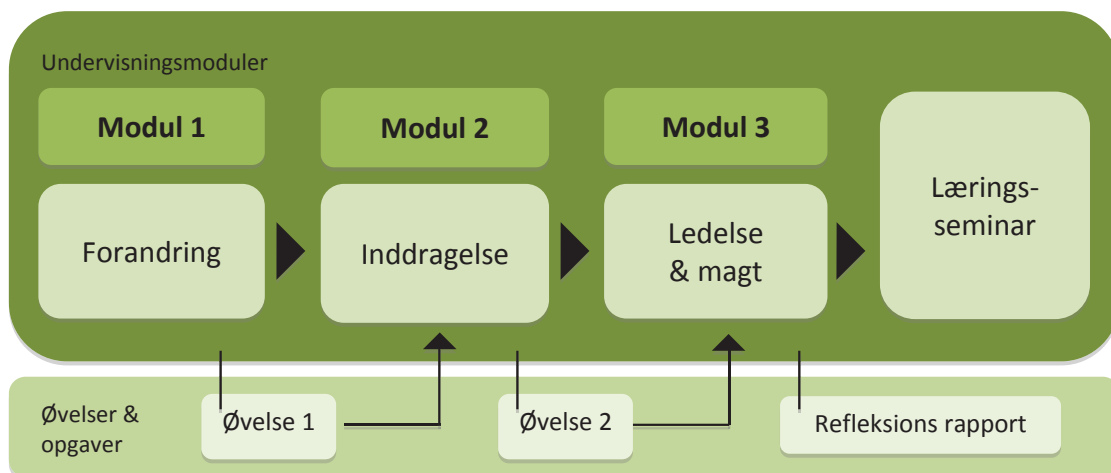 Undervisningsmoduler
Modul 1
Modul 2
Modul 3
Forandring
Inddragelse
Ledelse
& magt
Lærings-
seminar
Øvelser &
opgaver
Øvelse 1
Øvelse 2
Refleksions rapport